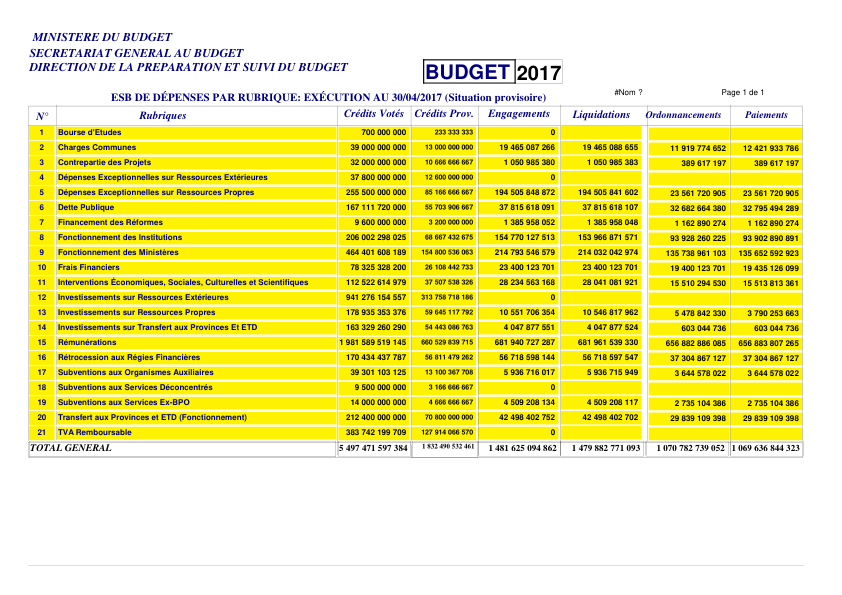 MINISTERE DU BUDGET
SECRETARIAT GENERAL AU BUDGET
DIRECTION DE LA PREPARATION ET SUIVI DU BUDGET
BUDGET 2017
#Nom ? Page 1 de 1
ESB DE DÉPENSES PAR RUBRIQUE: EXÉCUTION AU 30/04/2017 (Situation provisoire)
N° Rubriques Crédits Votés Crédits Prov. Engagements Liquidations Ordonnancements Paiements
1 Bourse d'Etudes 700 000 000 233 333 333 0
2 Charges Communes 39 000 000 000 13 000 000 000 19 465 087 266 19 465 088 655 11 919 774 652 12 421 933 786
3 Contrepartie des Projets 32 000 000 000 10 666 666 667 1 050 985 380 1 050 985 383 389 617 197 389 617 197
4 Dépenses Exceptionnelles sur Ressources Extérieures 37 800 000 000 12 600 000 000 0
5 Dépenses Exceptionnelles sur Ressources Propres 255 500 000 000 85 166 666 667 194 505 848 872 194 505 841 602 23 561 720 905 23 561 720 905
6 Dette Publique 167 111 720 000 55 703 906 667 37 815 618 091 37 815 618 107 32 682 664 380 32 795 494 289
7 Financement des Réformes 9 600 000 000 3 200 000 000 1 385 958 052 1 385 958 048 1 162 890 274 1 162 890 274
8 Fonctionnement des Institutions 206 002 298 025 68 667 432 675 154 770 127 513 153 966 871 571 93 928 260 225 93 902 890 891
9 Fonctionnement des Ministères 464 401 608 189 154 800 536 063 214 793 546 579 214 032 042 974 135 738 961 103 135 652 592 923
10 Frais Financiers 78 325 328 200 26 108 442 733 23 400 123 701 23 400 123 701 19 400 123 701 19 435 126 099
11 Interventions Économiques, Sociales, Culturelles et Scientifiques 112 522 614 979 37 507 538 326 28 234 563 168 28 041 081 921 15 510 294 530 15 513 813 361
12 Investissements sur Ressources Extérieures 941 276 154 557 313 758 718 186 0
13 Investissements sur Ressources Propres 178 935 353 376 59 645 117 792 10 551 706 354 10 546 817 962 5 478 842 330 3 790 253 663
14 Investissements sur Transfert aux Provinces Et ETD 163 329 260 290 54 443 086 763 4 047 877 551 4 047 877 524 603 044 736 603 044 736
15 Rémunérations 1 981 589 519 145 660 529 839 715 681 940 727 287 681 961 539 330 656 882 886 085 656 883 807 265
16 Rétrocession aux Régies Financières 170 434 437 787 56 811 479 262 56 718 598 144 56 718 597 547 37 304 867 127 37 304 867 127
17 Subventions aux Organismes Auxiliaires 39 301 103 125 13 100 367 708 5 936 716 017 5 936 715 949 3 644 578 022 3 644 578 022
18 Subventions aux Services Déconcentrés 9 500 000 000 3 166 666 667 0
19 Subventions aux Services Ex-BPO 14 000 000 000 4 666 666 667 4 509 208 134 4 509 208 117 2 735 104 386 2 735 104 386
20 Transfert aux Provinces et ETD (Fonctionnement) 212 400 000 000 70 800 000 000 42 498 402 752 42 498 402 702 29 839 109 398 29 839 109 398
21 TVA Remboursable 383 742 199 709 127 914 066 570 0
TOTAL GENERAL 5 497 471 597 384 1 832 490 532 461 1 481 625 094 862 1 479 882 771 093 1 070 782 739 052 1 069 636 844 323